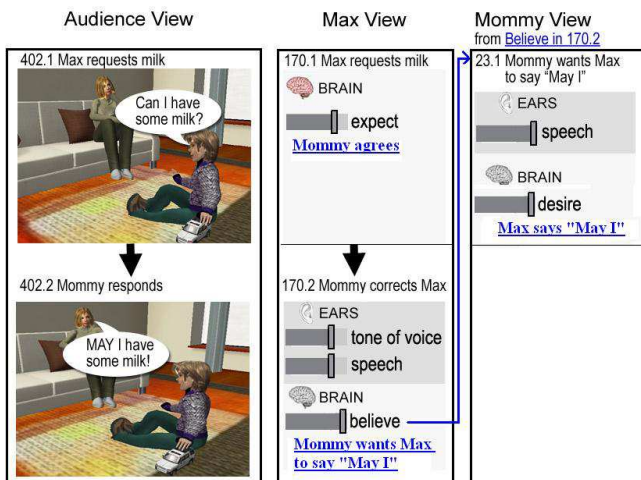 Audience View
402.1 Max requests milk
Can I have
some milk?
402.2 Mommy responds
MAY I have
some milk!
Max View
170.1 Max requests milk
BRAIN
expect
Mommy agrees
170.2 Mommy corrects Max
EARS
tone of voice
speech
BRAIN
believe
Mommy wants Max
to say "May I"
Mommy View
from Believe in 170.2
23.1 Mommy wants Max
to say “May I”
EARS
speech
BRAIN
desire
Max says "May I"